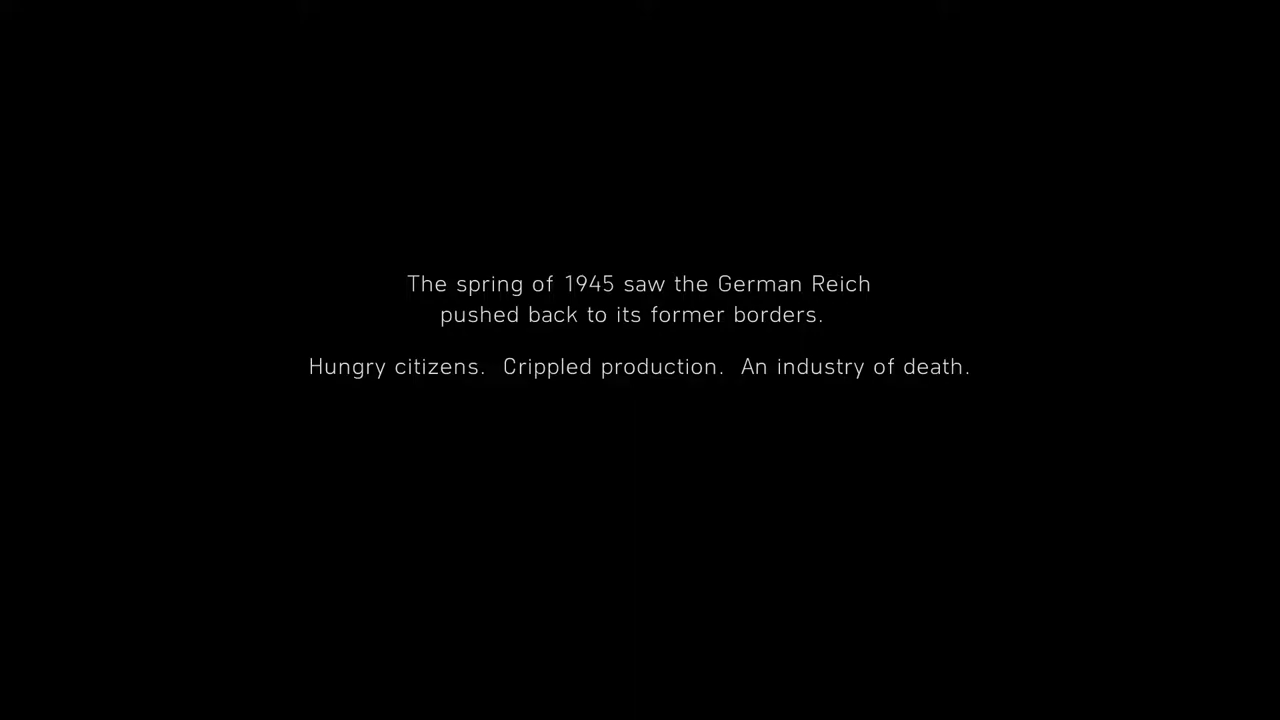 The spring of 1945 saw the German Reich
pushed back to its former borders.
Hungry citizens.  Crippled production.  An industry of death.